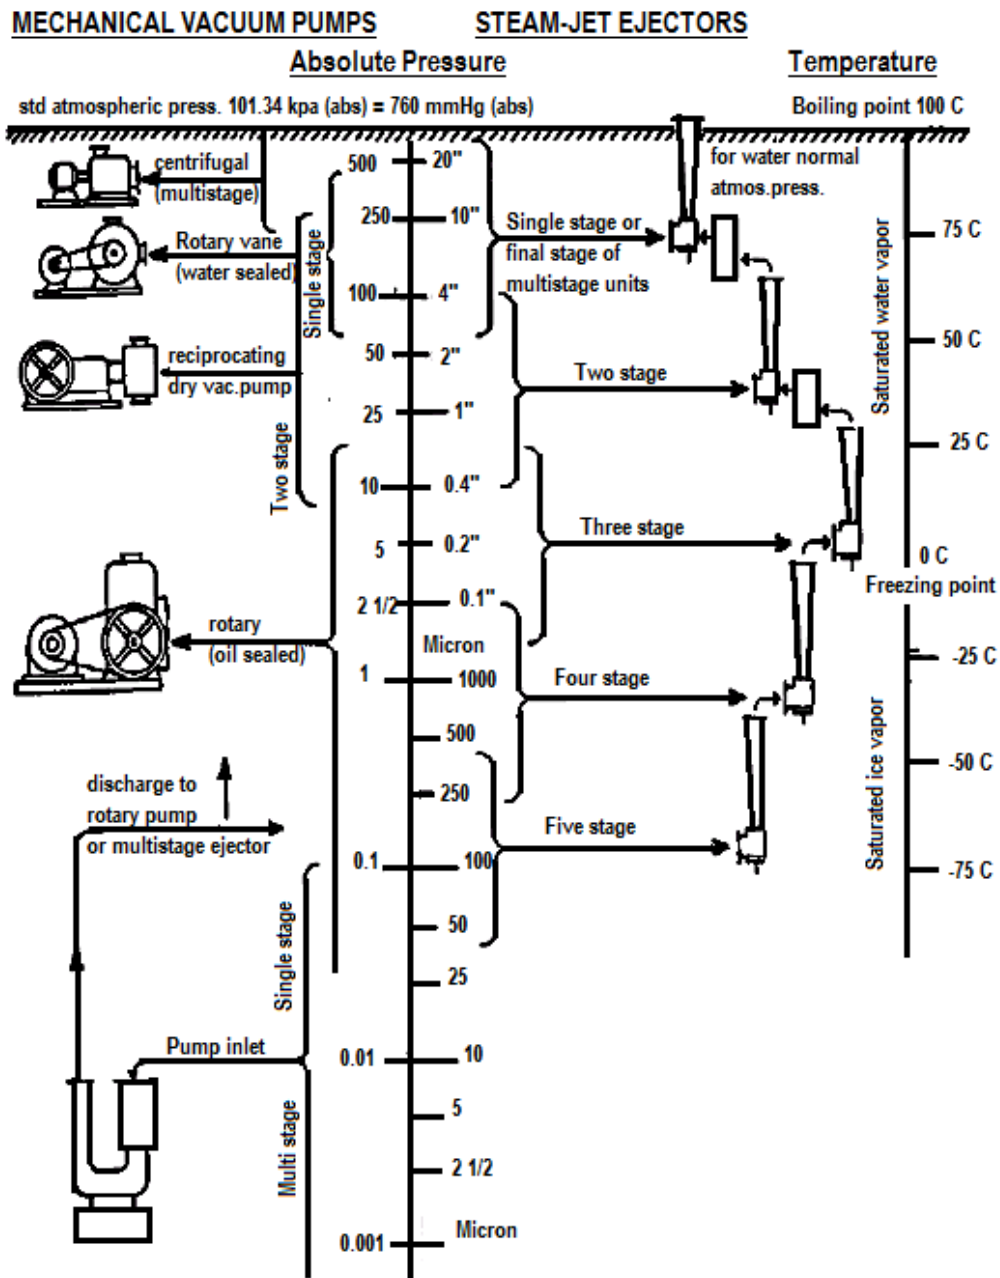 MECHANICAL VACUUM PUMPS
STEAM-JET EJECTORS
Absolute Pressure
Temperature
std atmospheric press. 101.34 kpa (abs) = 760 mmHg (abs)
Boiling point 100 C
centrifugal
(multistage)
Rotary vane
(water sealed)
reciprocating
dry vac.pump
Single stage
Two stage
rotary
(oil sealed)
discharge to
rotary pump
or multistage ejector
Single stage
Pump inlet
Multi stage
500
250
100
50
25
10
5
2 1/2
1
0.1
0.01
0.001
20"
10"
4"
2"
1"
0.4"
0.2"
0.1"
Micron
1000
500
250
100
50
25
10
5
2 1/2
Micron
for water normal
atmos.press.
Single stage or
final stage of
multistage units
Two stage
Three stage
Four stage
Five stage
Saturated water vapor
75 C
50 C
25 C
0 C
Freezing point
-25 C
-50 C
-75 C
Saturated ice vapor